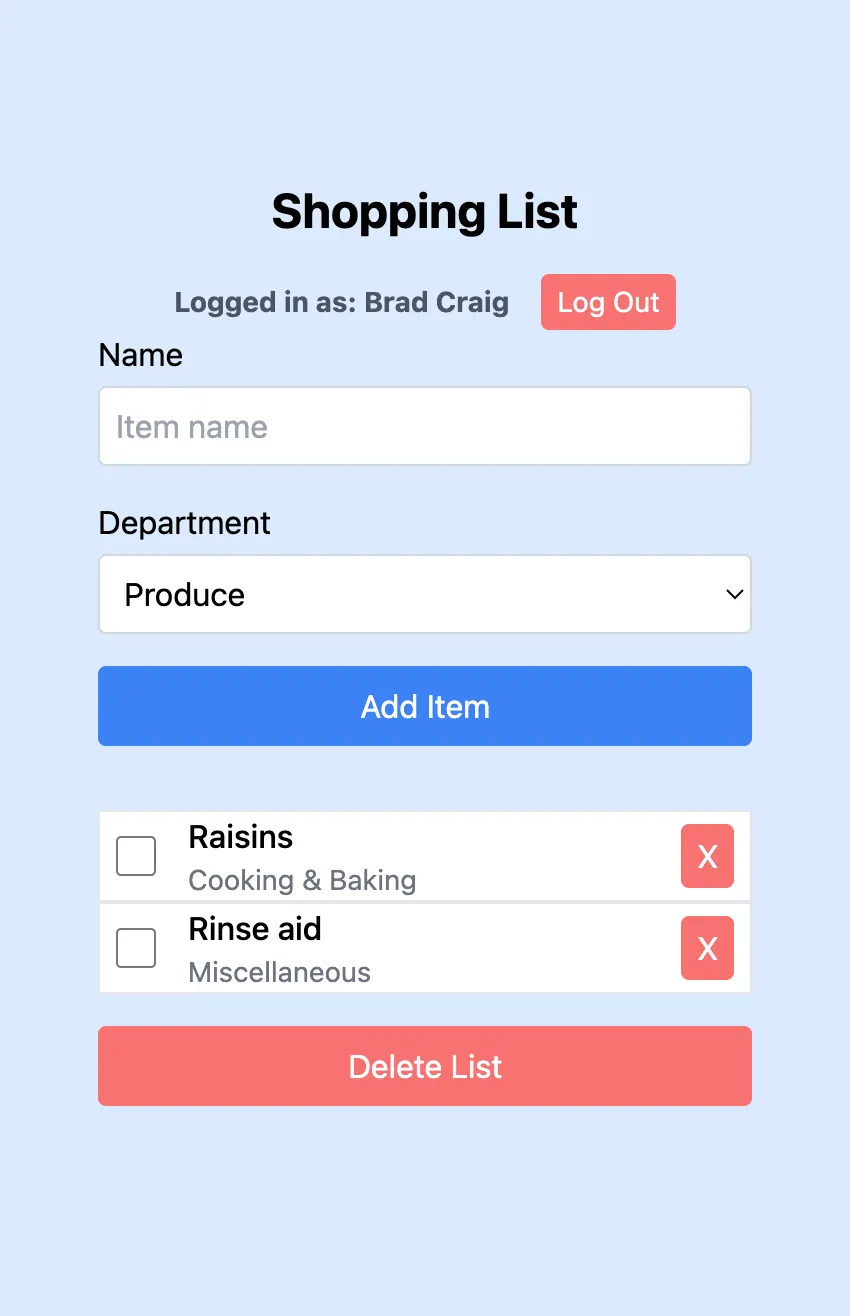 Shopping List
Logged in as: Brad Craig
Log Out
Name
Item name
Department
Produce
Add Item
Raisins
Cooking & Baking
X
Rinse aid
Miscellaneous
X
Delete List